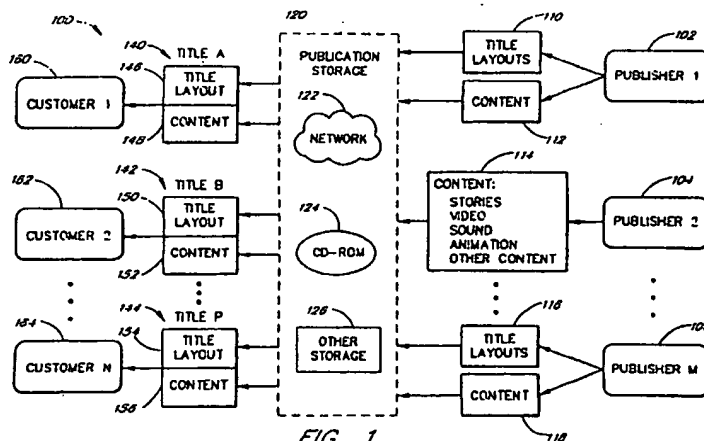 100
160
CUSTOMER 1
140
TITLE A
146
TITLE
LAYOUT
CONTENT
148
120
PUBLICATION
STORAGE
122
NETWORK
110
TITLE
LAYOUTS
CONTENT
112
102
PUBLISHER 1
162
CUSTOMER 2
142
TITLE B
150
TITLE
LAYOUT
CONTENT
152
124
CD-ROM
114
CONTENT:
STORIES
VIDEO
SOUND
ANIMATION
OTHER CONTENT
104
PUBLISHER 2
164
CUSTOMER N
144
TITLE P
154
TITLE
LAYOUT
CONTENT
156
126
OTHER
STORAGE
116
TITLE
LAYOUTS
CONTENT
PUBLISHER M
FIG. 1